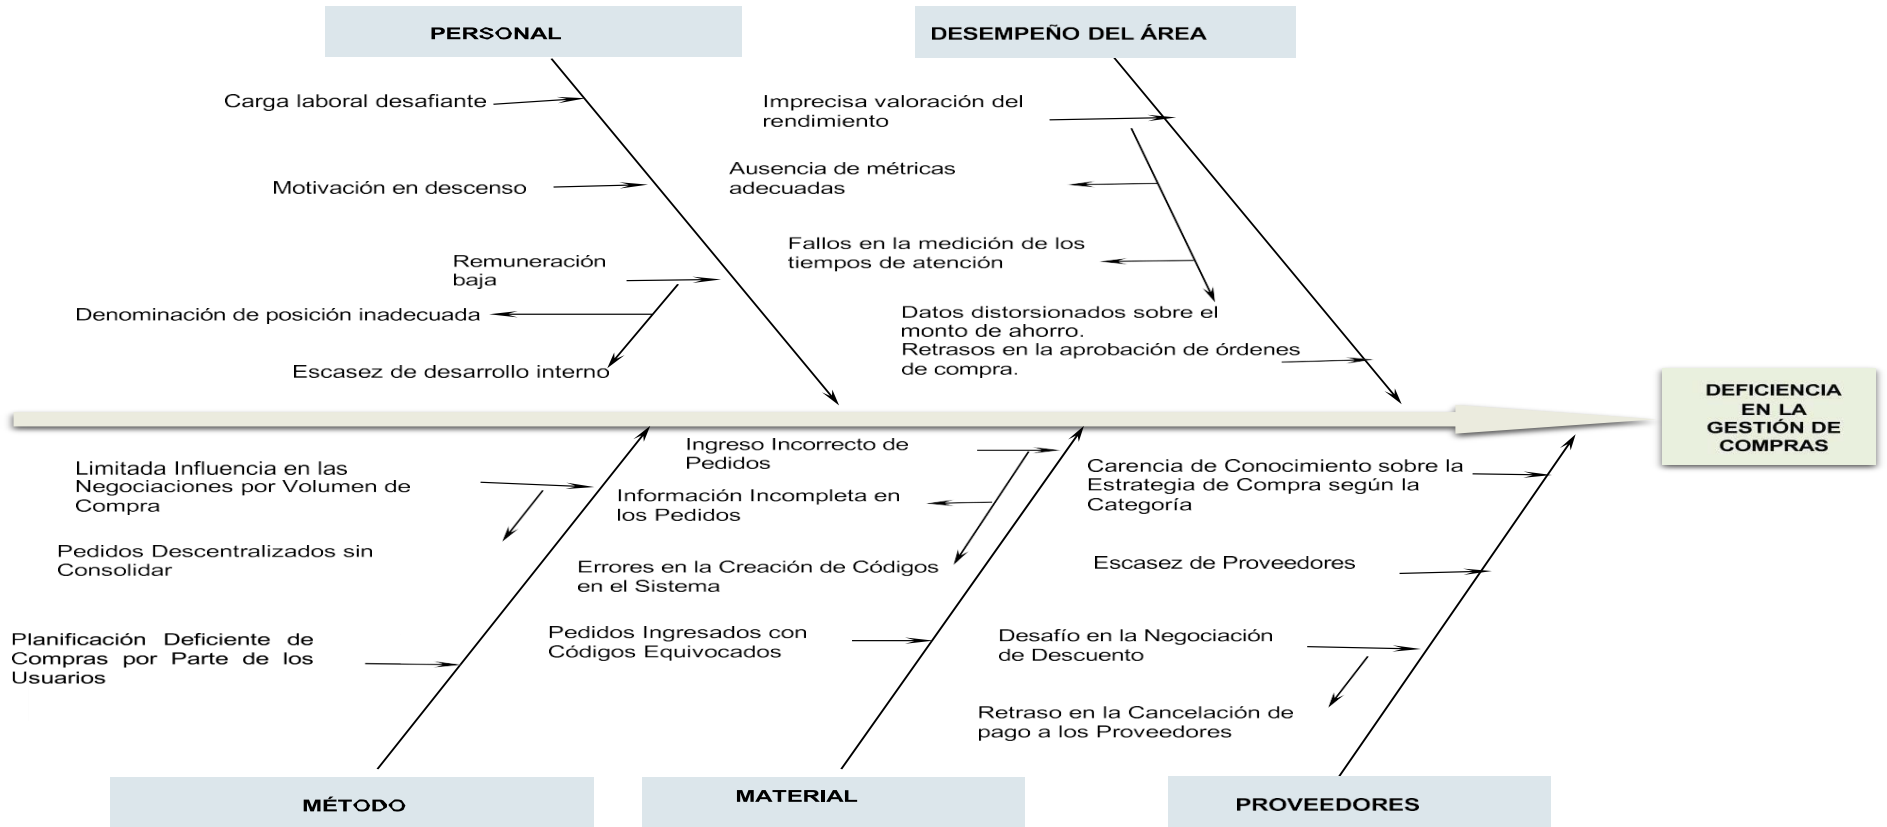 PERSONAL
DESEMPEÑO DEL ÁREA
Carga laboral desafiante
Motivación en descenso
Remuneración
baja
Denominación de posición inadecuada
Escasez de desarrollo interno
Imprecisa valoración del
rendimiento
Ausencia de métricas
adecuadas
Fallos en la medición de los
tiempos de atención
Datos distorsionados sobre el
monto de ahorro.
Retrasos en la aprobación de órdenes
de compra.
DEFICIENCIA
EN LA
GESTIÓN DE
COMPRAS
Limitada Influencia en las
Negociaciones por Volumen de
Compra
Pedidos Descentralizados sin
Consolidar
Planificación Deficiente de
Compras por Parte de los
Usuarios
Ingreso Incorrecto de
Pedidos
Información Incompleta en
los Pedidos
Errores en la Creación de Códigos
en el Sistema
Pedidos Ingresados con
Códigos Equivocados
Carencia de Conocimiento sobre la
Estrategia de Compra según la
Categoría
Escasez de Proveedores
Desafío en la Negociación
de Descuento
Retraso en la Cancelación de
pago a los Proveedores
MÉTODO
MATERIAL
PROVEEDORES